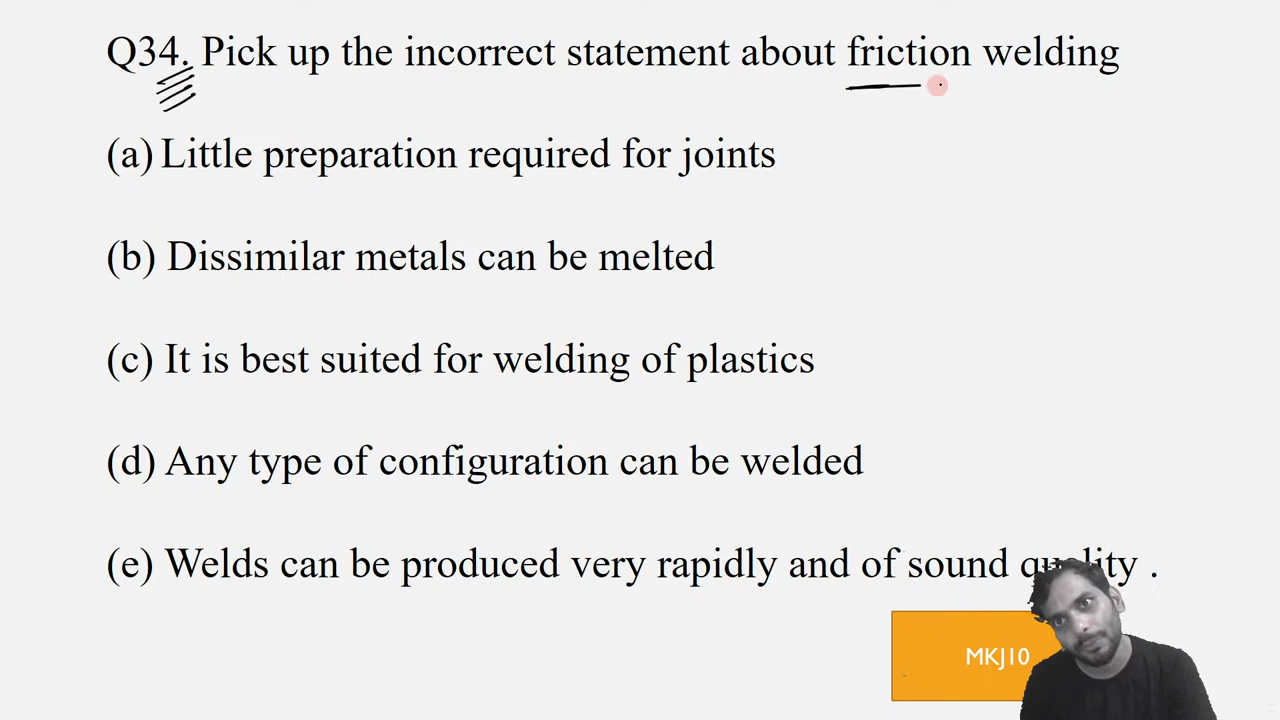 Q34. Pick up the incorrect statement about friction welding
(a) Little preparation required for joints
(b) Dissimilar metals can be melted
(c) It is best suited for welding of plastics
(d) Any type of configuration can be welded
(e) Welds can be produced very rapidly and of sound quality .
MKJ10